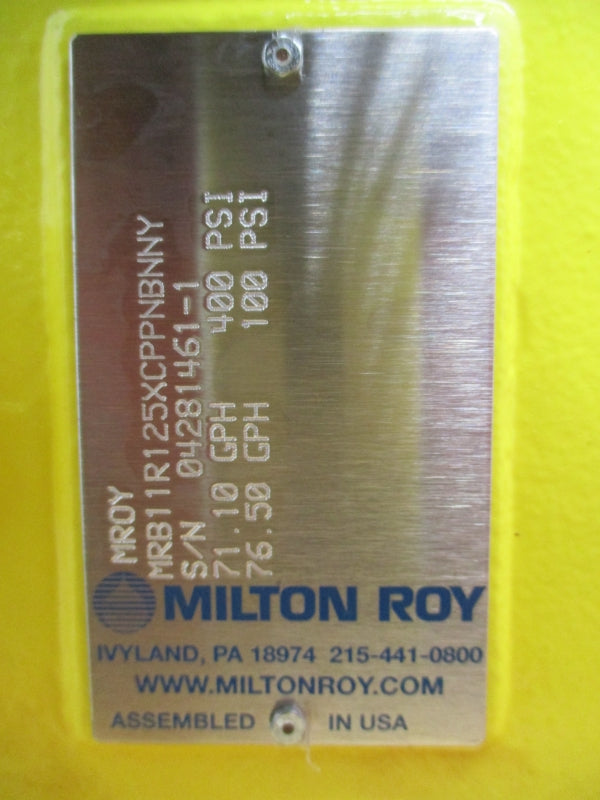 MROY
MRB11R125XCPPNBNNY
S/N 04281461-1
71.10 GPH 400 PSI
76.50 GPH 100 PSI
MILTON ROY
IVYLAND, PA 18974 215-441-0800
WWW.MILTONROY.COM
ASSEMBLED IN USA